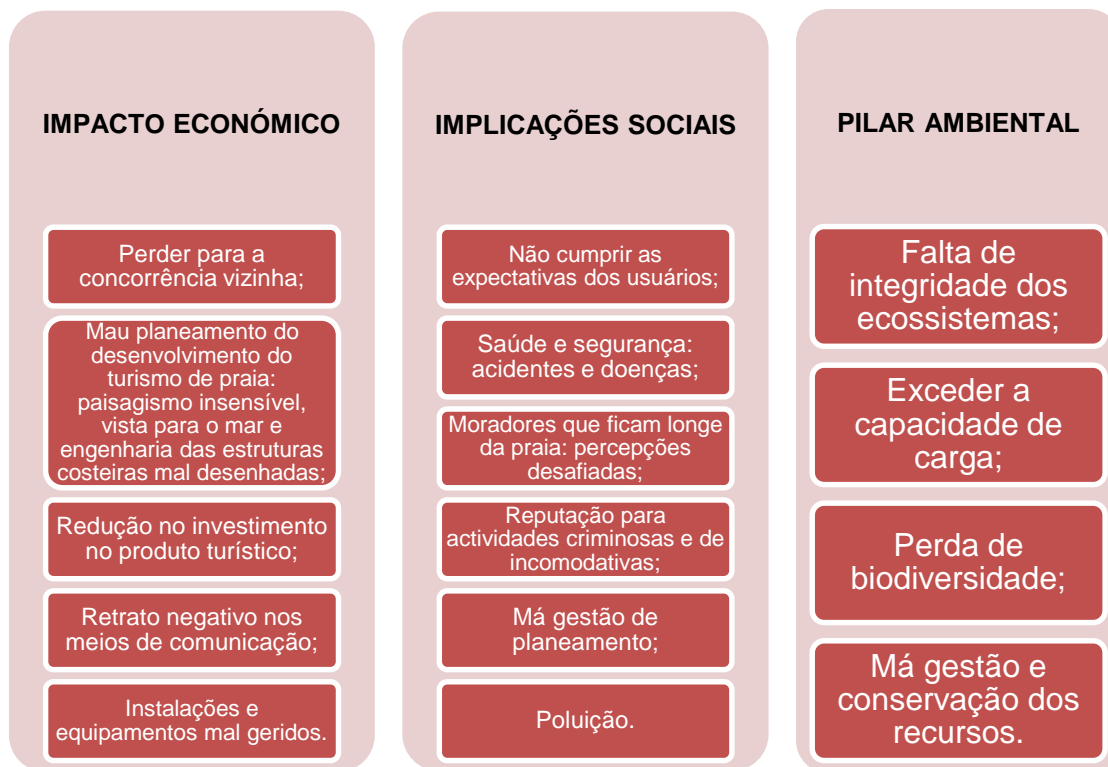 IMPACTO ECONÓMICO
Perder para a
concorrência vizinha;
Mau planeamento do
desenvolvimento do
turismo de praia:
paisagismo insensível,
vista para o mar e
engenharia das estruturas
costeiras mal desenhadas;
Redução no investimento
no produto turístico;
Retrato negativo nos
meios de comunicação;
Instalações e
equipamentos mal geridos.
IMPLICAÇÕES SOCIAIS
Não cumprir as
expectativas dos usuários;
Saúde e segurança:
acidentes e doenças;
Moradores que ficam longe
da praia: percepções
desafiadas;
Reputação para
actividades criminosas e de
incomodativas;
Má gestão de
planeamento;
Poluição.
PILAR AMBIENTAL
Falta de
integridade dos
ecossistemas;
Exceder a
capacidade de
carga;
Perda de
biodiversidade;
Má gestão e
conservação dos
recursos.